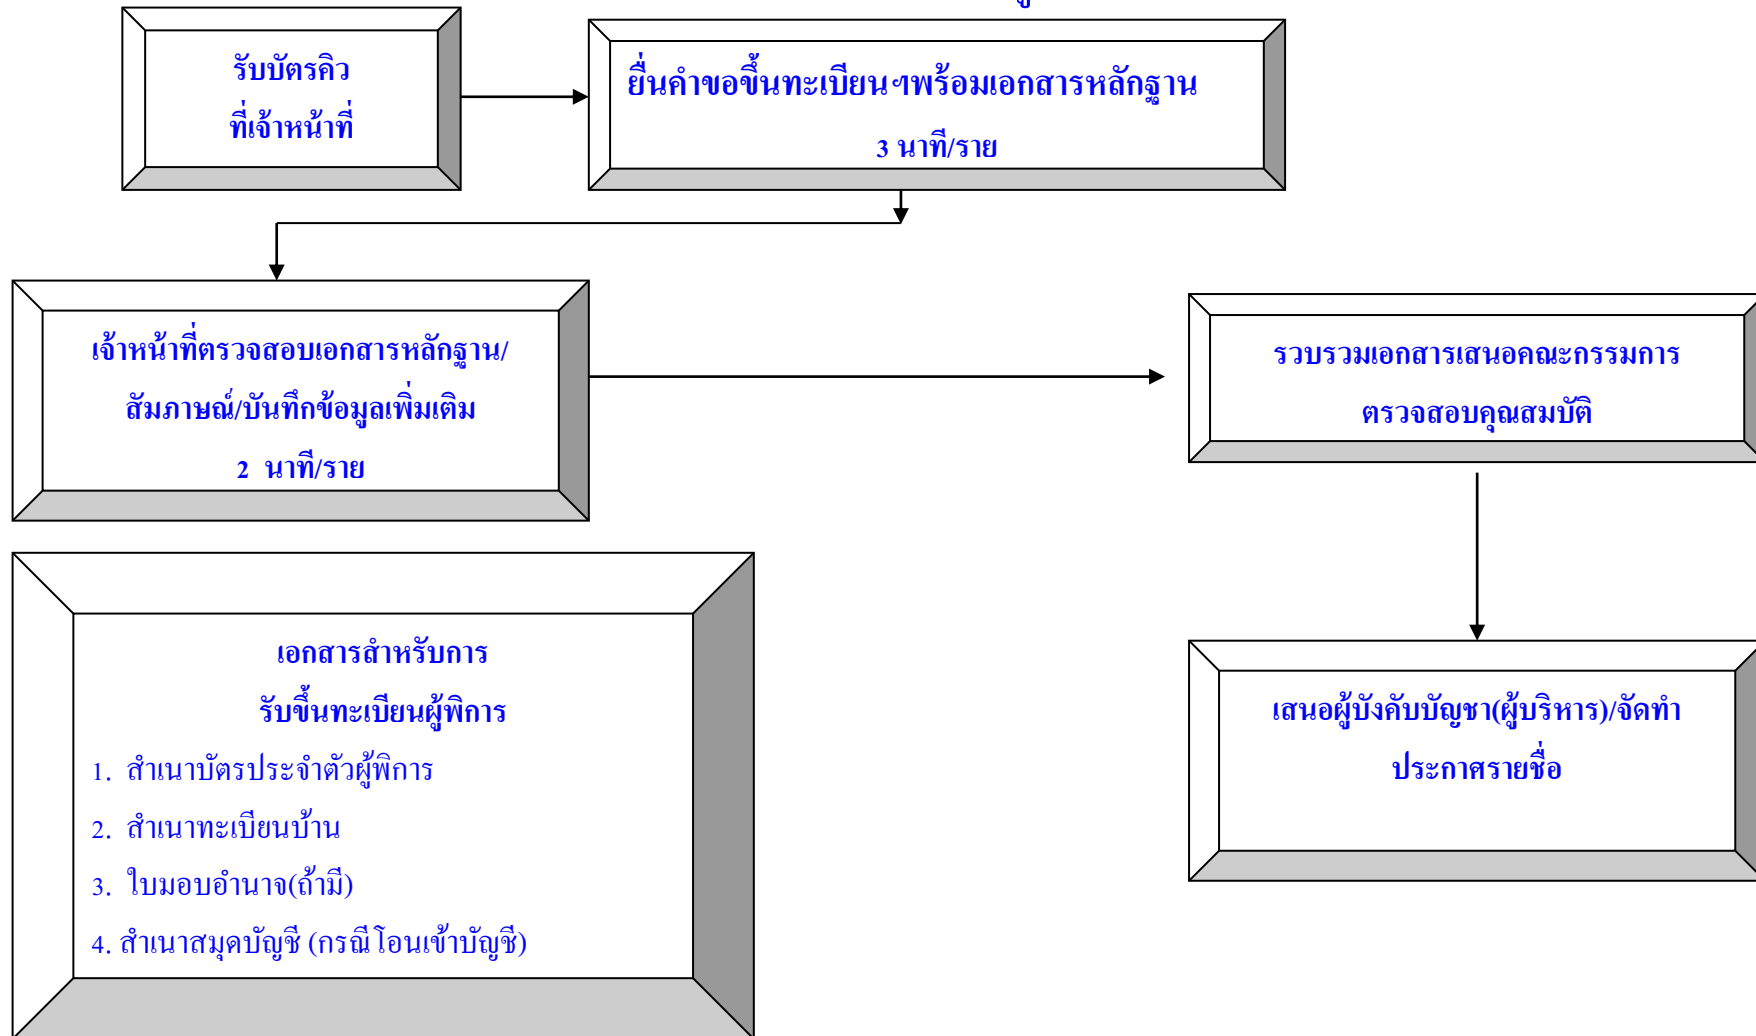 รับบัตรคิว
ที่เจ้าหน้าที่
ยื่นคำขอขึ้นทะเบียนฯพร้อมเอกสารหลักฐาน
3 นาที/ราย
เจ้าหน้าที่ตรวจสอบเอกสารหลักฐาน/
สัมภาษณ์/บันทึกข้อมูลเพิ่มเติม
2 นาที/ราย
รวบรวมเอกสารเสนอคณะกรรมการ
ตรวจสอบคุณสมบัติ
เสนอผู้บังคับบัญชา(ผู้บริหาร)/จัดทำ
ประกาศรายชื่อ
เอกสารสำหรับการ
รับขึ้นทะเบียนผู้พิการ
1. สำเนาบัตรประจำตัวผู้พิการ
2. สำเนาทะเบียนบ้าน
3. ใบมอบอำนาจ(ถ้ามี)
4. สำเนาสมุดบัญชี (กรณีโอนเข้าบัญชี)